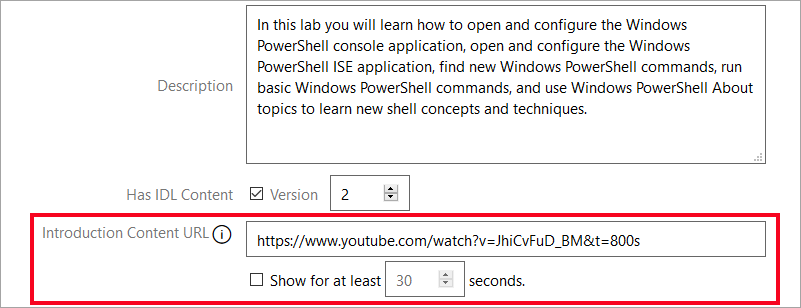 In this lab you will learn how to open and configure the Windows
PowerShell console application, open and configure the Windows
PowerShell ISE application, find new Windows PowerShell commands, run
basic Windows PowerShell commands, and use Windows PowerShell About
topics to learn new shell concepts and techniques.
Description
Has IDL Content Version 2
Introduction Content URL i https://www.youtube.com/watch?v=JhiCvFuD_BM&t=800s
Show for at least 30 seconds.